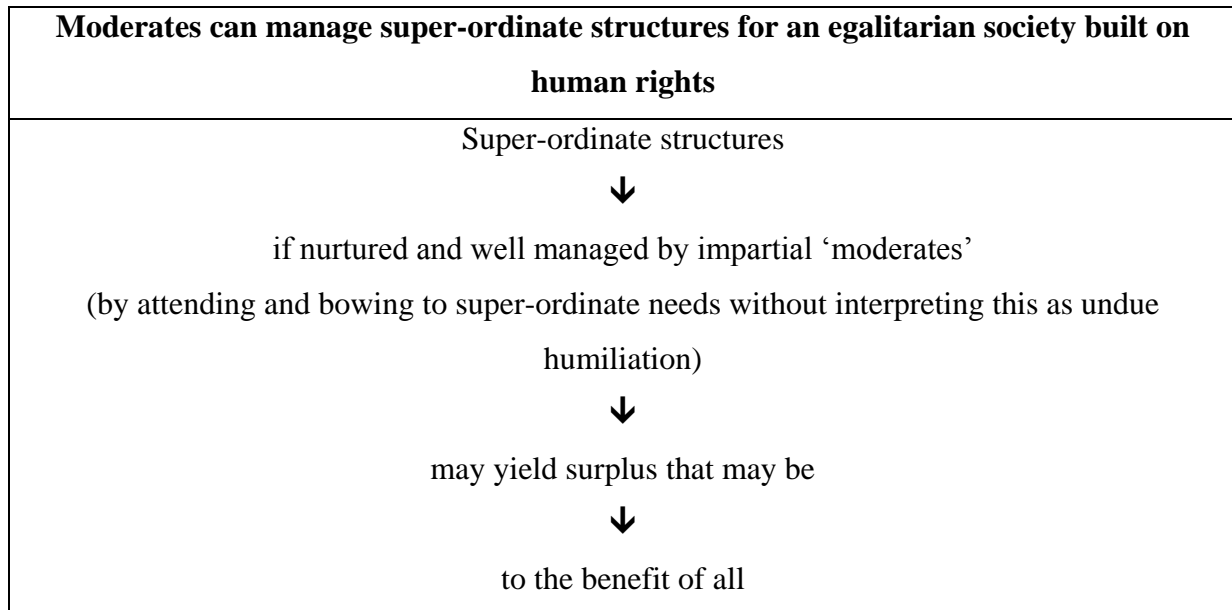 Moderates can manage super-ordinate structures for an egalitarian society built on
human rights
Super-ordinate structures
↓
if nurtured and well managed by impartial ‘moderates’
(by attending and bowing to super-ordinate needs without interpreting this as undue
humiliation)
↓
may yield surplus that may be
↓
to the benefit of all